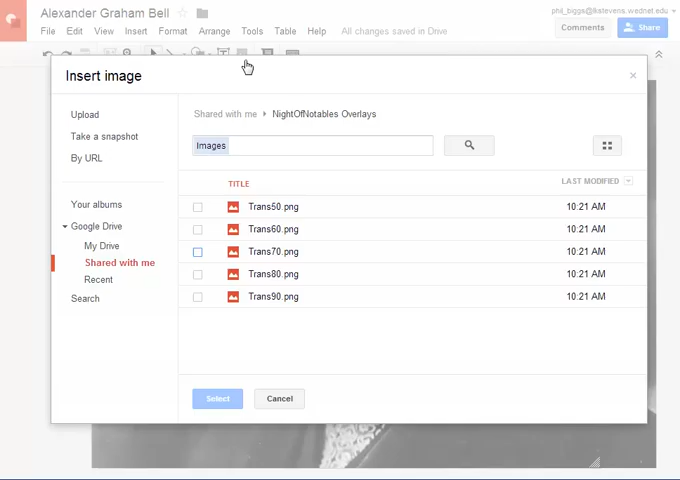 Alexander Graham Bell
phil_biggs@lkstevens.wednet.edu
File Edit View Insert Format Arrange Tools Table Help All changes saved in Drive
Comments Share
Insert image
Upload
Take a snapshot
By URL
Your albums
Google Drive
My Drive
Shared with me
Recent
Search
Shared with me NightOfNotables Overlays
Images
TITLE LAST MODIFIED
Trans50.png 10:21 AM
Trans60.png 10:21 AM
Trans70.png 10:21 AM
Trans80.png 10:21 AM
Trans90.png 10:21 AM
Select Cancel